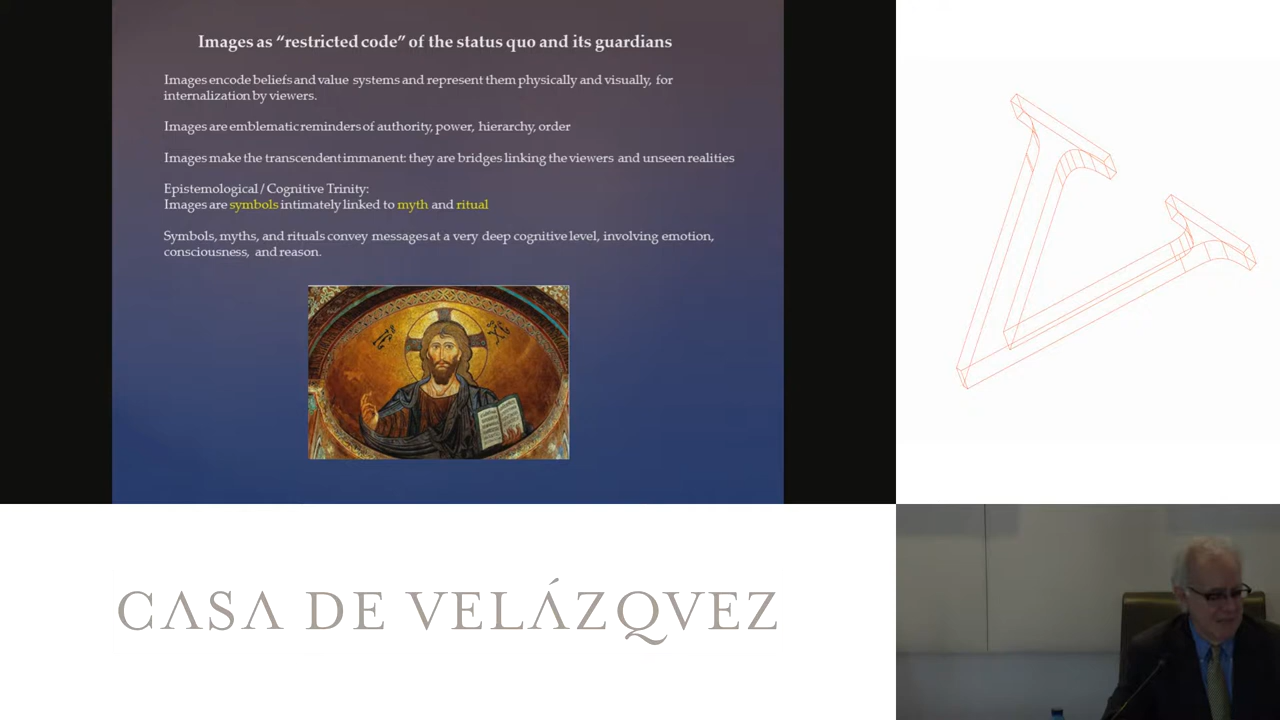 Images as “restricted code” of the status quo and its guardians
Images encode beliefs and value systems and represent them physically and visually, for
internalization by viewers.
Images are emblematic reminders of authority, power, hierarchy, order
Images make the transcendent immanent: they are bridges linking the viewers and unseen realities
Epistemological / Cognitive Trinity:
Images are symbols intimately linked to myth and ritual
Symbols, myths, and rituals convey messages at a very deep cognitive level, involving emotion,
consciousness, and reason.
CASA DE VELÁZQVEZ